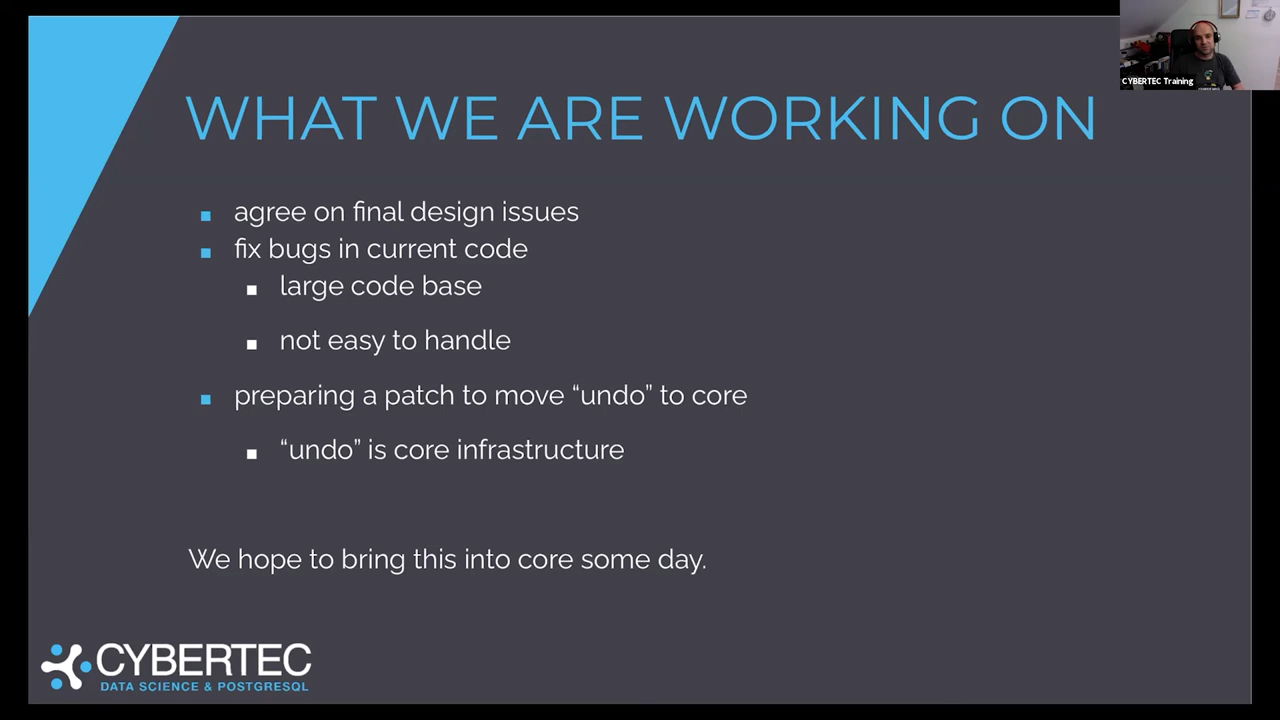 CYBERTEC Training
WHAT WE ARE WORKING ON
agree on final design issues
fix bugs in current code
large code base
not easy to handle
preparing a patch to move “undo” to core
“undo” is core infrastructure
We hope to bring this into core some day.
CYBERTEC
DATA SCIENCE & POSTGRESQL